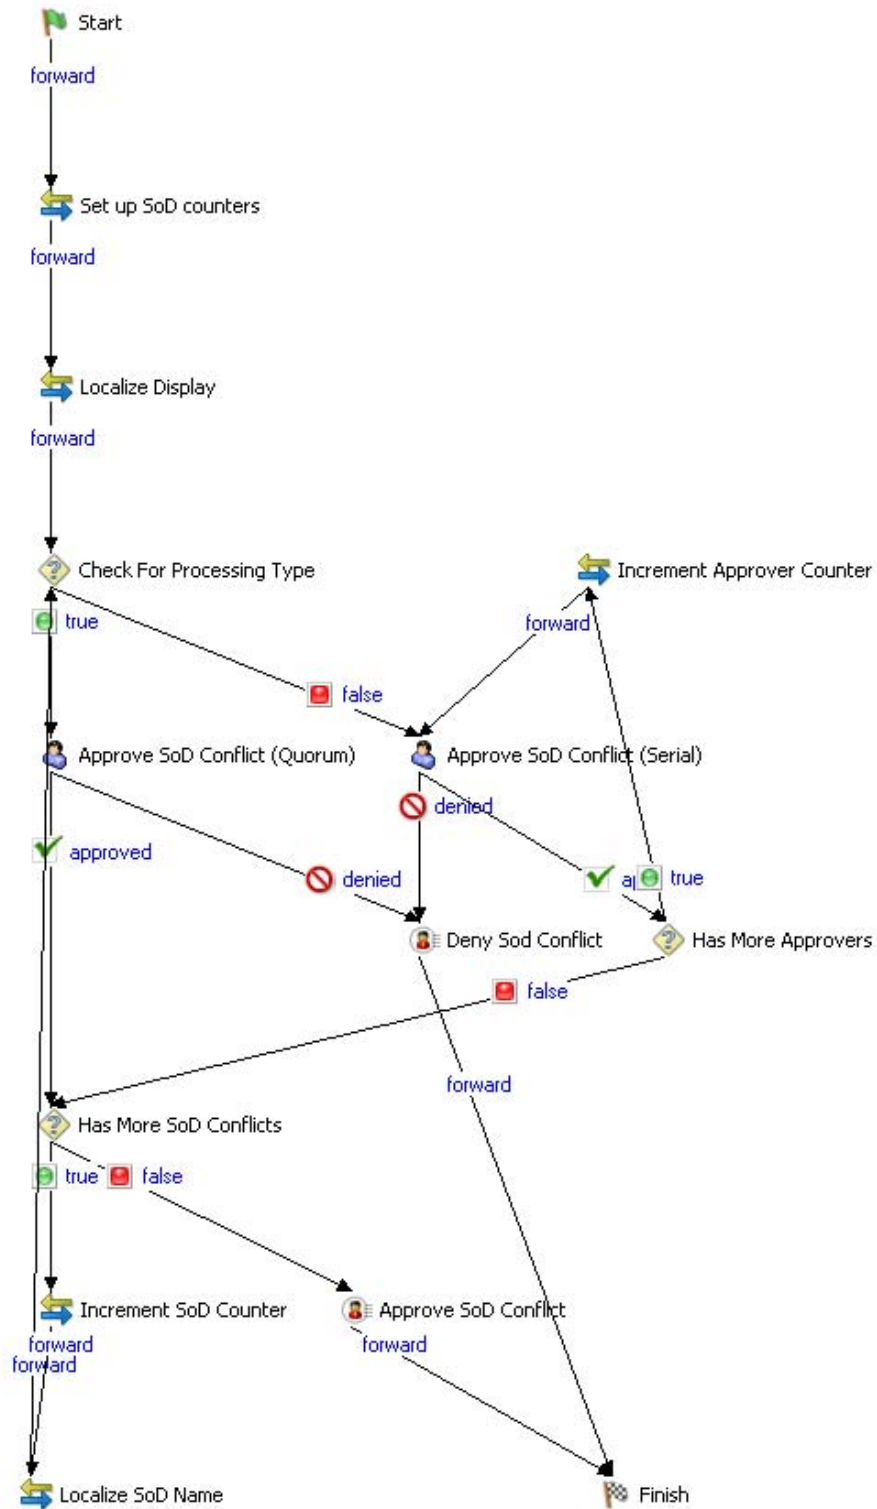 Start
forward
Set up SoD counters
forward
Localize Display
forward
Check For Processing Type
Increment Approver Counter
true
forward
false
Approve SoD Conflict (Quorum)
Approve SoD Conflict (Serial)
denied
approved
denied
true
Deny Sod Conflict
Has More Approvers
false
forward
Has More SoD Conflicts
true
false
Increment SoD Counter
Approve SoD Conflict
forward
forward
forward
Localize SoD Name
Finish